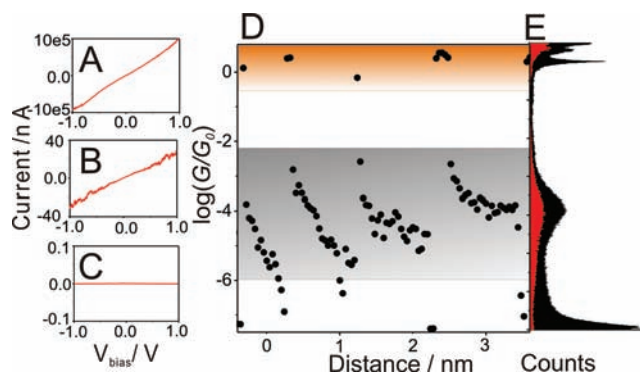 A
10e5
0.0
-10e5
-1.0 0.0 1.0
B
40
0.0
-40
-1.0 0.0 1.0
C
0.1
0.0
-0.1
-1.0 0.0 1.0
Current /nA
V_bias/ V
D
0
-2
-4
-6
log(G/G_0)
0 1 2 3
Distance / nm
E
Counts